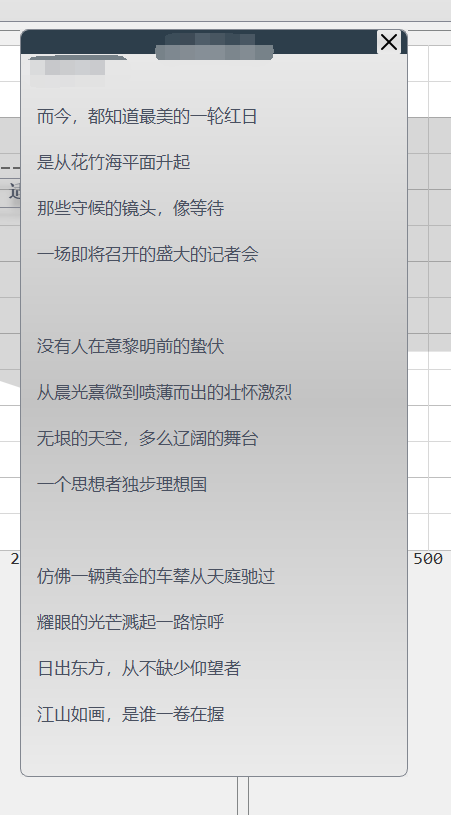 而今，都知道最美的一轮红日
是从花竹海平面升起
那些守候的镜头，像等待
一场即将召开的盛大的记者会
没有人在意黎明前的蛰伏
从晨光熹微到喷薄而出的壮怀激烈
无垠的天空，多么辽阔的舞台
一个思想者独步理想国
仿佛一辆黄金的车辇从天庭驰过
耀眼的光芒溅起一路惊呼
日出东方，从不缺少仰望者
江山如画，是谁一卷在握
2
500